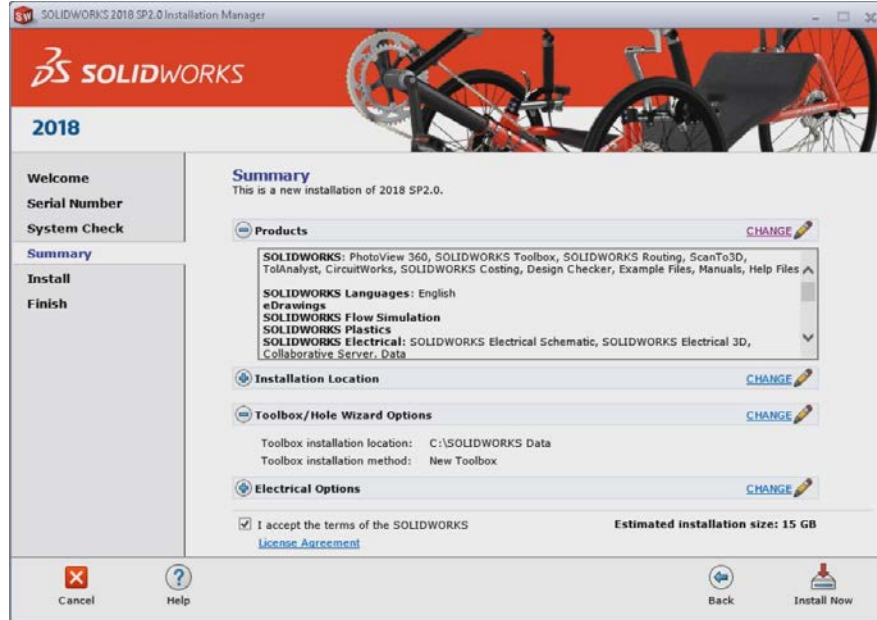 SOLIDWORKS 2018 SP2.0 Installation Manager
SOLIDWORKS
2018
Welcome
Serial Number
System Check
Summary
Install
Finish
Summary
This is a new installation of 2018 SP2.0.
Products CHANGE
SOLIDWORKS: PhotoView 360, SOLIDWORKS Toolbox, SOLIDWORKS Routing, ScanTo3D,
TolAnalyst, CircuitWorks, SOLIDWORKS Costing, Design Checker, Example Files, Manuals, Help Files
SOLIDWORKS Languages: English
eDrawings
SOLIDWORKS Flow Simulation
SOLIDWORKS Plastics
SOLIDWORKS Electrical: SOLIDWORKS Electrical Schematic, SOLIDWORKS Electrical 3D,
Collaborative Server, Data
Installation Location CHANGE
Toolbox/Hole Wizard Options CHANGE
Toolbox installation location: C:\SOLIDWORKS Data
Toolbox installation method: New Toolbox
Electrical Options CHANGE
I accept the terms of the SOLIDWORKS Estimated installation size: 15 GB
License Agreement
Cancel Help Back Install Now